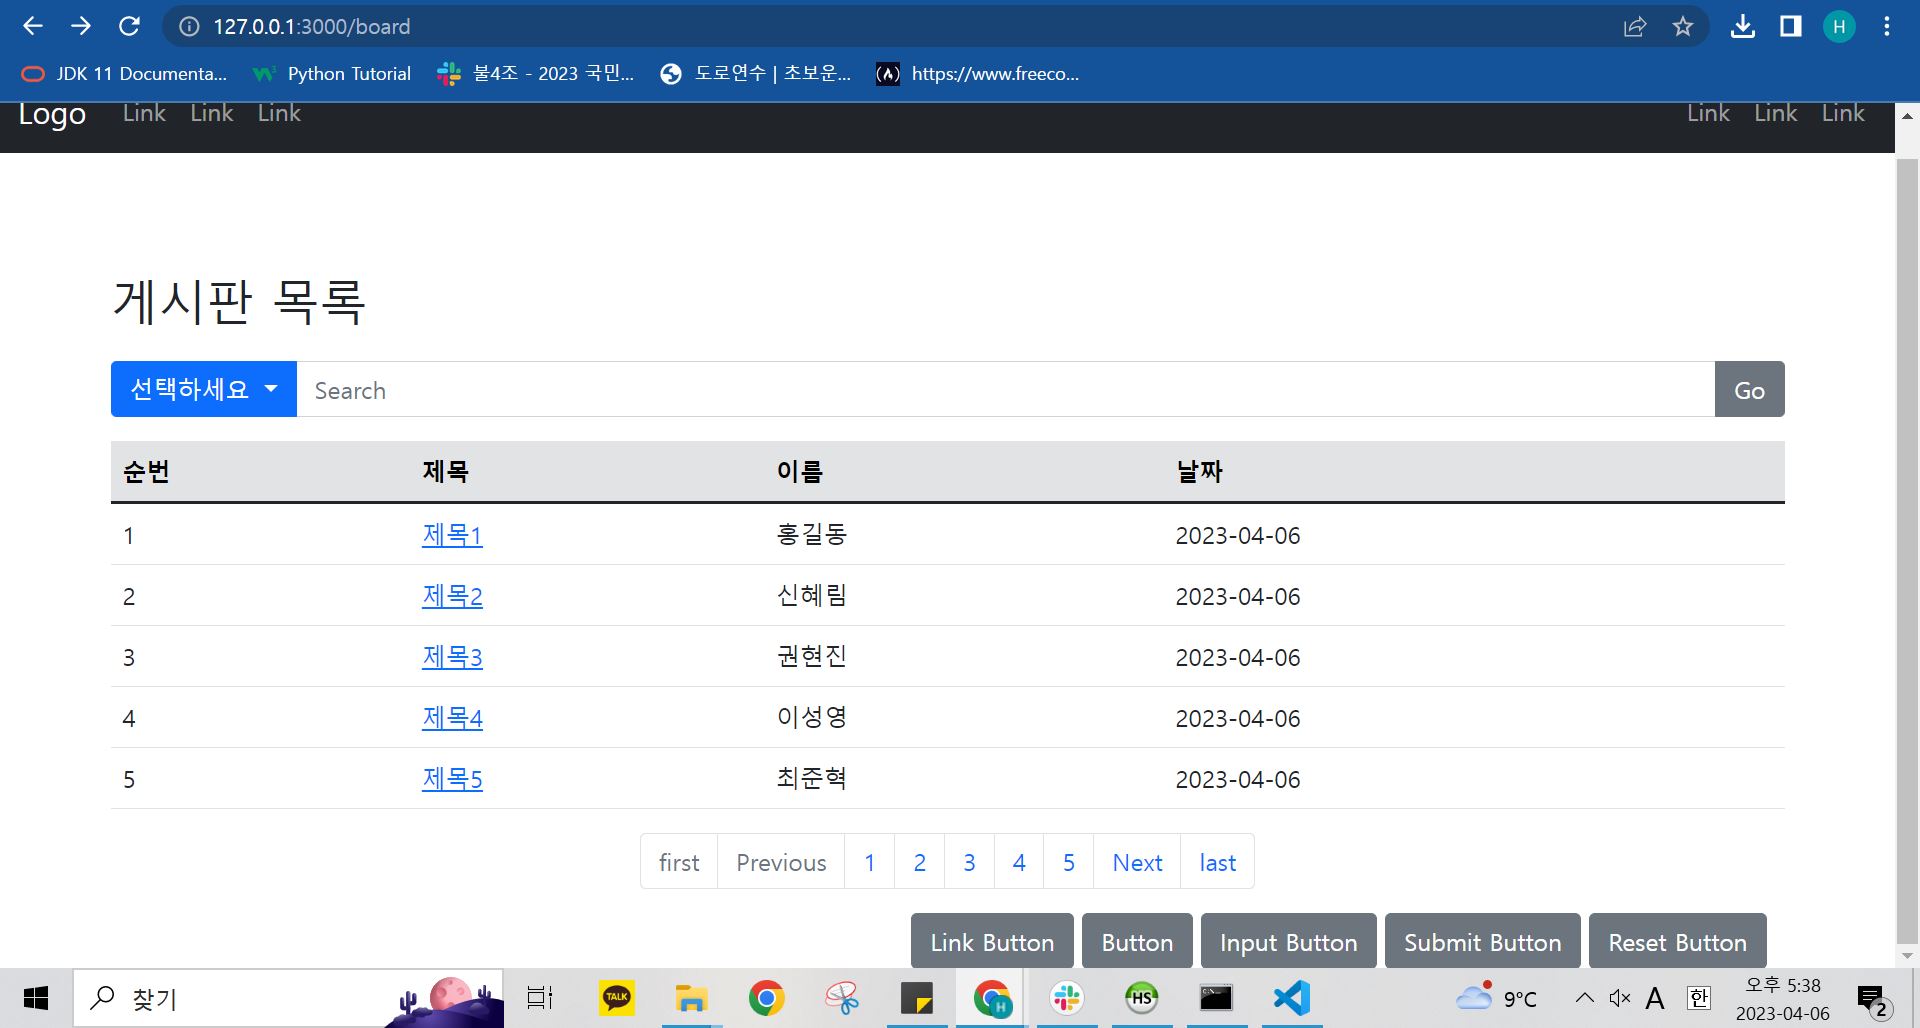 127.0.0.1:3000/board
H
JDK 11 Documenta... Python Tutorial 불4조 - 2023 국민... 도로연수 | 초보운... https://www.freeco...
Logo Link Link Link Link Link Link
게시판 목록
선택하세요 Search Go
순번 제목 이름 날짜
1 제목1 홍길동 2023-04-06
2 제목2 신혜림 2023-04-06
3 제목3 권현진 2023-04-06
4 제목4 이성영 2023-04-06
5 제목5 최준혁 2023-04-06
first Previous 1 2 3 4 5 Next last
Link Button Button Input Button Submit Button Reset Button
찾기 TALK H HS 9°C A 한 오후 5:38
2023-04-06 2